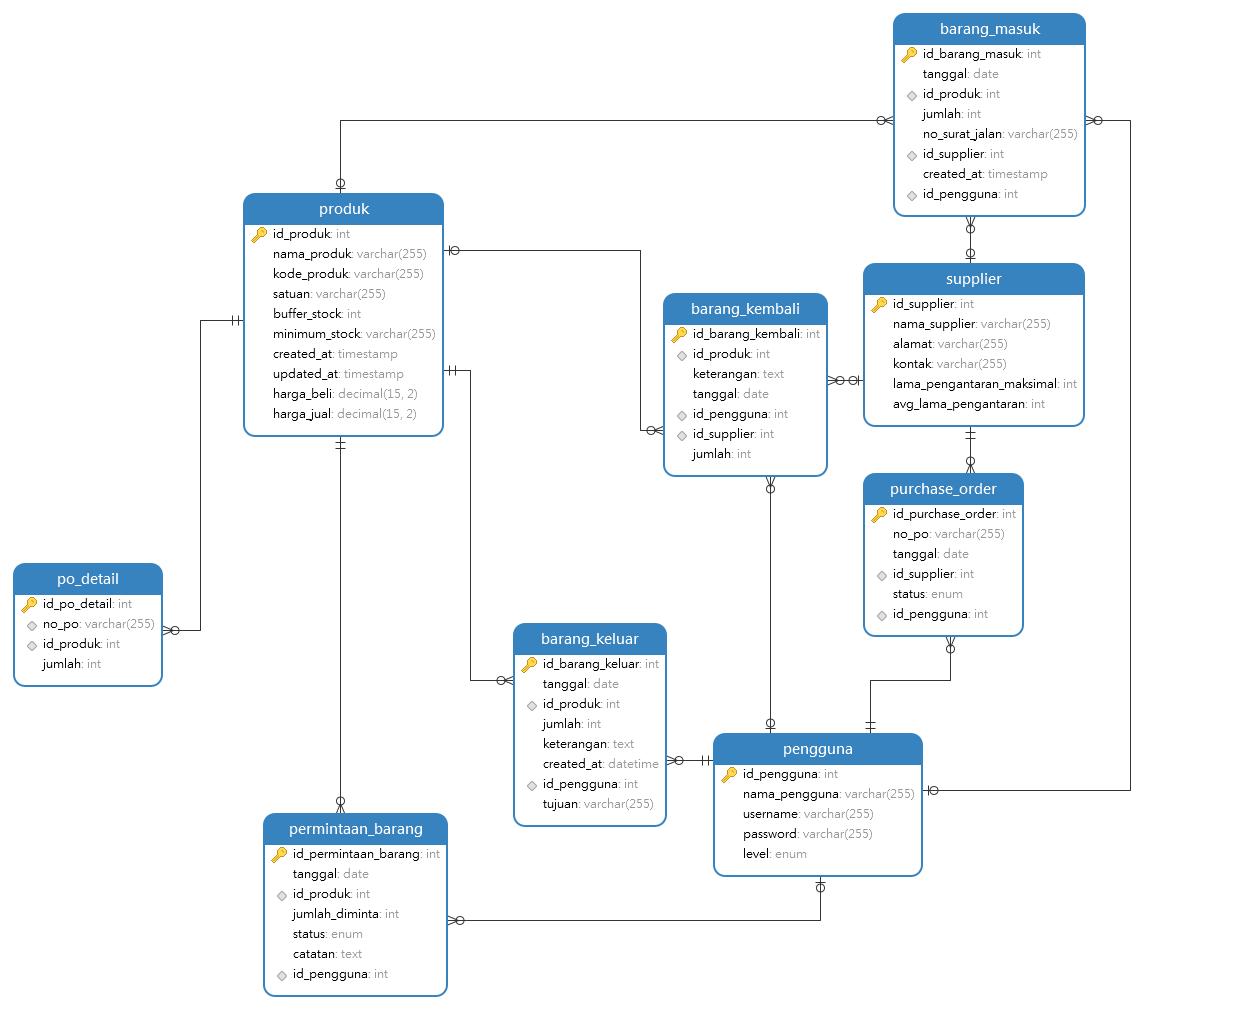 barang_masuk
id_barang_masuk: int
tanggal: date
id_produk: int
jumlah: int
no_surat_jalan: varchar(255)
id_supplier: int
created_at: timestamp
id_pengguna: int
produk
id_produk: int
nama_produk: varchar(255)
kode_produk: varchar(255)
satuan: varchar(255)
buffer_stock: int
minimum_stock: varchar(255)
created_at: timestamp
updated_at: timestamp
harga_beli: decimal(15, 2)
harga_jual: decimal(15, 2)
barang_kembali
id_barang_kembali: int
id_produk: int
keterangan: text
tanggal: date
id_pengguna: int
id_supplier: int
jumlah: int
supplier
id_supplier: int
nama_supplier: varchar(255)
alamat: varchar(255)
kontak: varchar(255)
lama_pengantaran_maksimal: int
avg_lama_pengantaran: int
purchase_order
id_purchase_order: int
no_po: varchar(255)
tanggal: date
id_supplier: int
status: enum
id_pengguna: int
po_detail
id_po_detail: int
no_po: varchar(255)
id_produk: int
jumlah: int
barang_keluar
id_barang_keluar: int
tanggal: date
id_produk: int
jumlah: int
keterangan: text
created_at: datetime
id_pengguna: int
tujuan: varchar(255)
pengguna
id_pengguna: int
nama_pengguna: varchar(255)
username: varchar(255)
password: varchar(255)
level: enum
permintaan_barang
id_permintaan_barang: int
tanggal: date
id_produk: int
jumlah_diminta: int
status: enum
catatan: text
id_pengguna: int